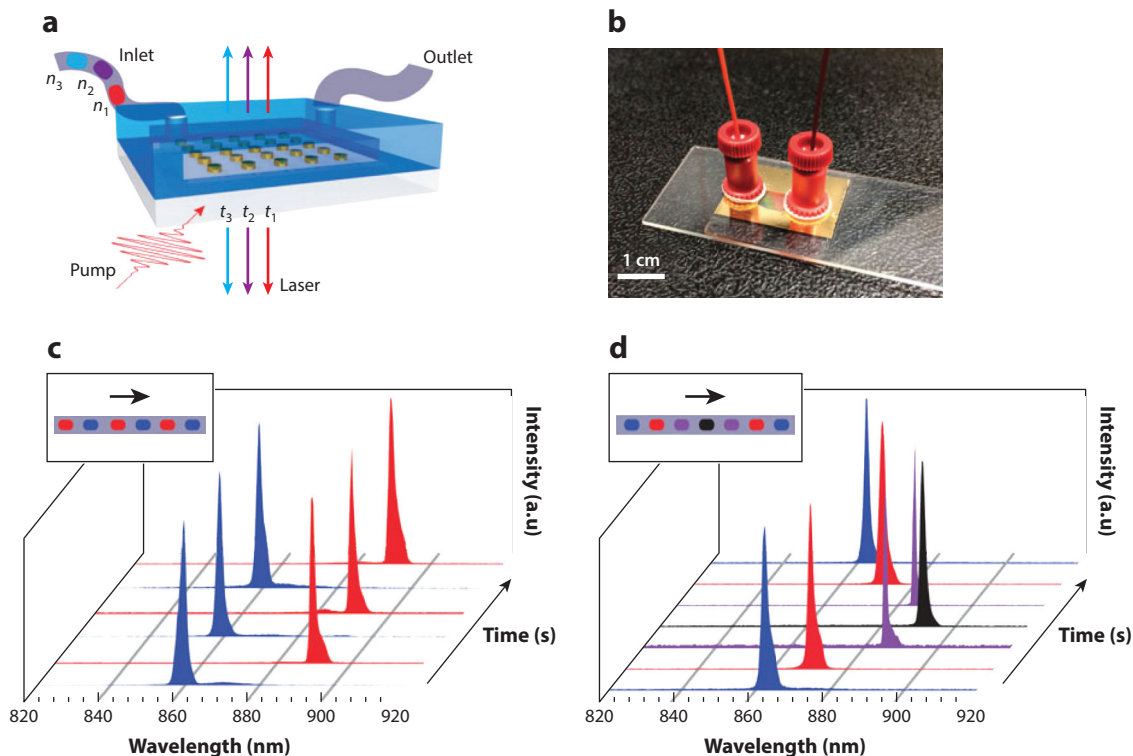 a
Inlet
Outlet
n3
n2
n1
t3 t2 t1
Pump
Laser
b
1 cm
c
Intensity (a.u)
Time (s)
820 840 860 880 900 920
Wavelength (nm)
d
Intensity (a.u)
Time (s)
820 840 860 880 900 920
Wavelength (nm)